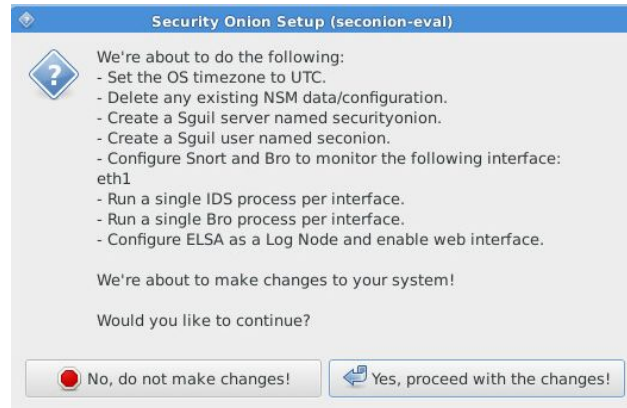 Security Onion Setup (seconion-eval)
We're about to do the following:
- Set the OS timezone to UTC.
- Delete any existing NSM data/configuration.
- Create a Sguil server named securityonion.
- Create a Sguil user named seconion.
- Configure Snort and Bro to monitor the following interface:
eth1
- Run a single IDS process per interface.
- Run a single Bro process per interface.
- Configure ELSA as a Log Node and enable web interface.
We're about to make changes to your system!
Would you like to continue?
No, do not make changes!
Yes, proceed with the changes!